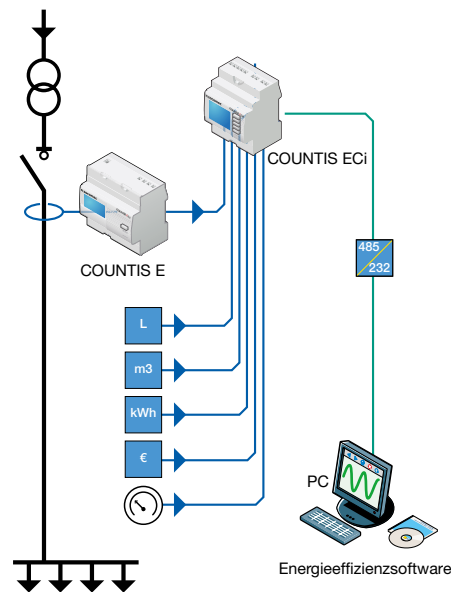 COUNTIS ECi
COUNTIS E
485
232
L
m3
kWh
€
PC
Energieeffizienzsoftware